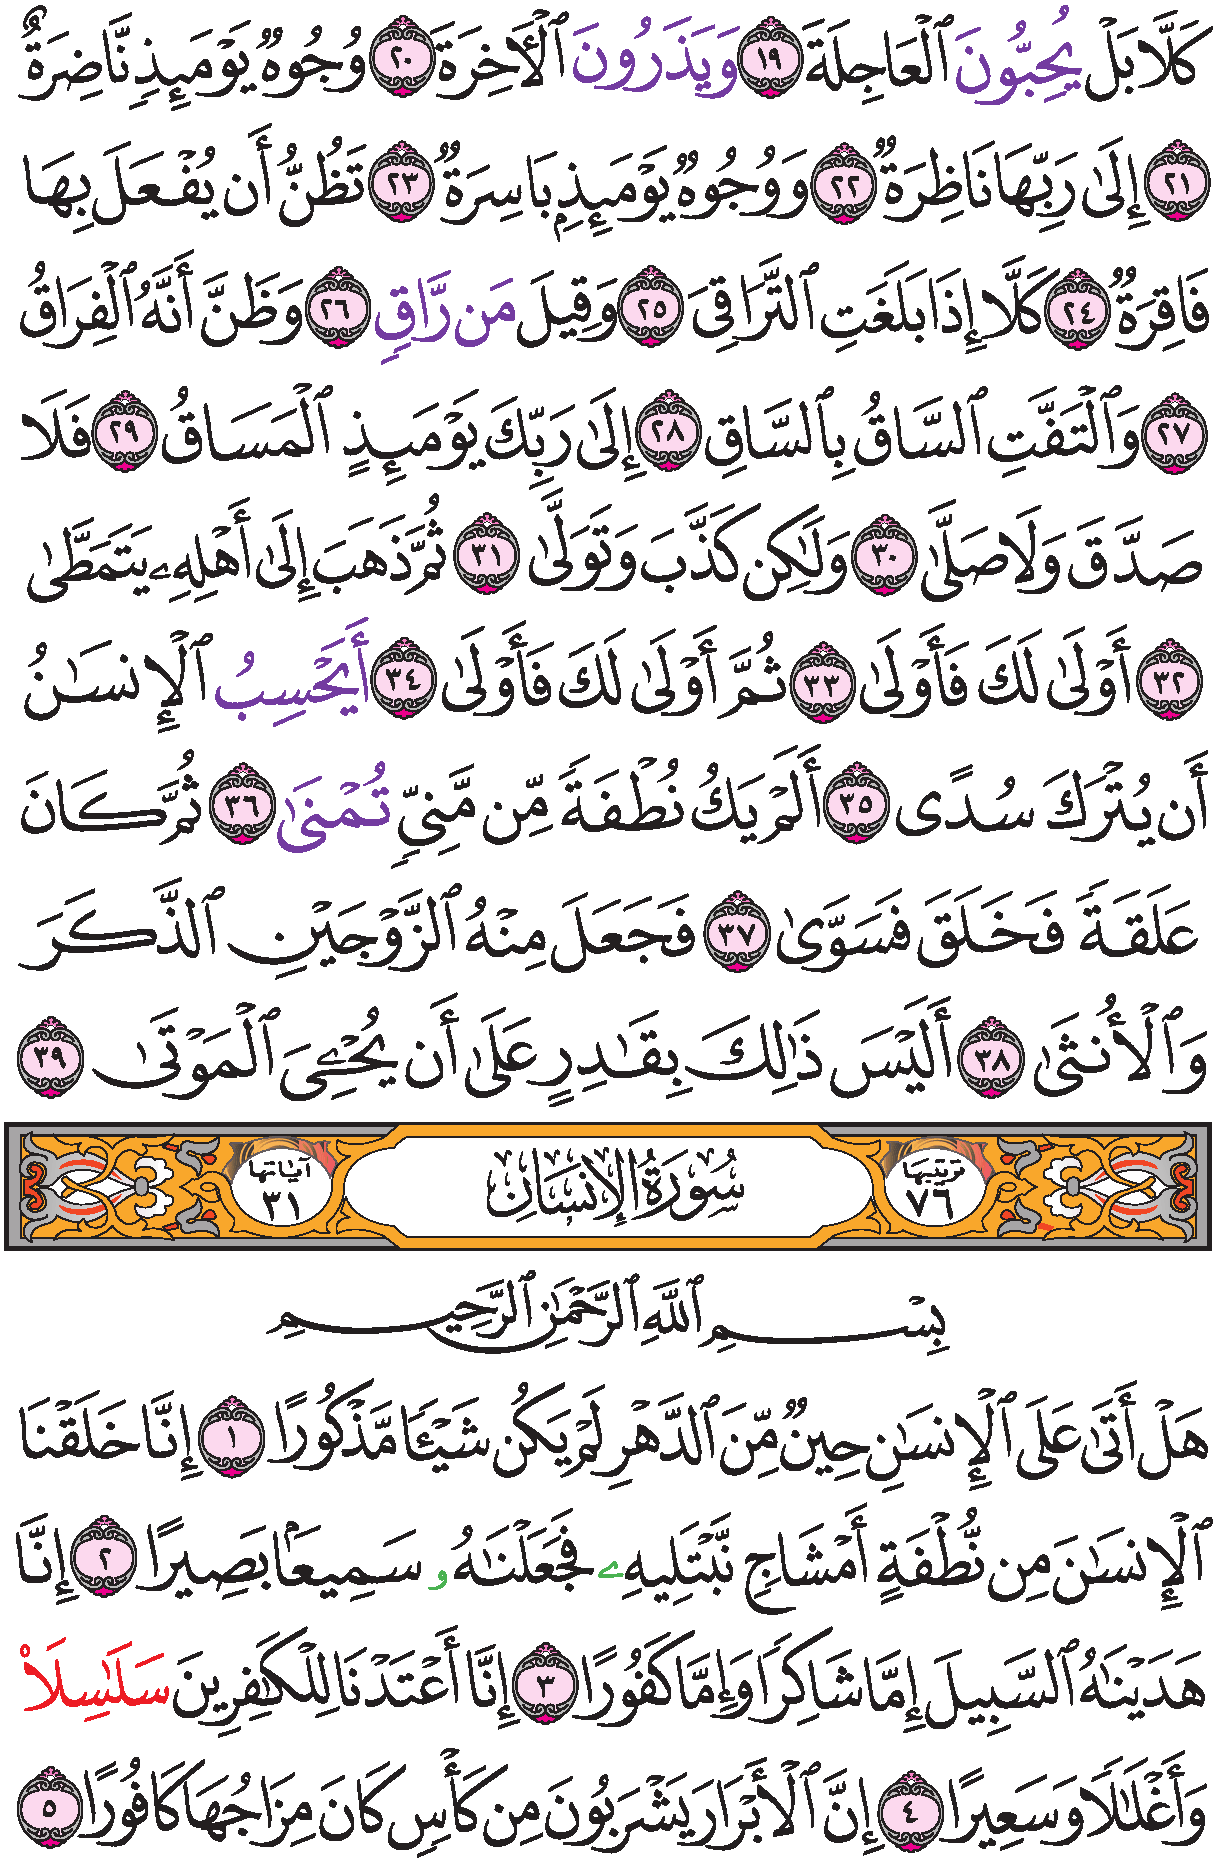 كَلَّا بَلْ يُحِبُّونَ ٱلْعَاجِلَةَ ١٩ وَيَذَرُونَ ٱلْأَخِرَةَ ٢٠ وُجُوهٌ يَوْمَئِذٍ نَّاضِرَةٌ
٢١ إِلَىٰ رَبِّهَا نَاظِرَةٌ ٢٢ وَوُجُوهٌ يَوْمَئِذِۭ بَاسِرَةٌ ٢٣ تَظُنُّ أَن يُفْعَلَ بِهَا
فَاقِرَةٌ ٢٤ كَلَّا إِذَا بَلَغَتِ ٱلتَّرَاقِىَ ٢٥ وَقِيلَ مَن رَّاقٍ ٢٦ وَظَنَّ أَنَّهُ ٱلْفِرَاقُ
٢٧ وَٱلْتَفَّتِ ٱلسَّاقُ بِٱلسَّاقِ ٢٨ إِلَىٰ رَبِّكَ يَوْمَئِذٍ ٱلْمَسَاقُ ٢٩ فَلَا
صَدَّقَ وَلَا صَلَّىٰ ٣٠ وَلَٰكِن كَذَّبَ وَتَوَلَّىٰ ٣١ ثُمَّ ذَهَبَ إِلَىٰ أَهْلِهِۦ يَتَمَطَّىٰ
٣٢ أَوْلَىٰ لَكَ فَأَوْلَىٰ ٣٣ ثُمَّ أَوْلَىٰ لَكَ فَأَوْلَىٰ ٣٤ أَيَحْسِبُ ٱلْإِنسَٰنُ
أَن يُتْرَكَ سُدًى ٣٥ أَلَمْ يَكُ نُطْفَةً مِّن مَّنِىٍّ تُمْنَىٰ ٣٦ ثُمَّ كَانَ
عَلَقَةً فَخَلَقَ فَسَوَّىٰ ٣٧ فَجَعَلَ مِنْهُ ٱلزَّوْجَيْنِ ٱلذَّكَرَ
وَٱلْأُنثَىٰ ٣٨ أَلَيْسَ ذَٰلِكَ بِقَٰدِرٍ عَلَىٰ أَن يُحْۦِىَ ٱلْمَوْتَىٰ ٣٩
ترتيبها ٧٦ سُورَةُ الإِنسَانِ آياتها ٣١
بِسْمِ ٱللَّهِ ٱلرَّحْمَٰنِ ٱلرَّحِيمِ
هَلْ أَتَىٰ عَلَى ٱلْإِنسَٰنِ حِينٌ مِّنَ ٱلدَّهْرِ لَمْ يَكُن شَيْـًٔا مَّذْكُورًا ١ إِنَّا خَلَقْنَا
ٱلْإِنسَٰنَ مِن نُّطْفَةٍ أَمْشَاجٍ نَّبْتَلِيهِۦ فَجَعَلْنَٰهُۥ سَمِيعَۢا بَصِيرًا ٢ إِنَّا
هَدَيْنَٰهُ ٱلسَّبِيلَ إِمَّا شَاكِرًا وَإِمَّا كَفُورًا ٣ إِنَّا أَعْتَدْنَا لِلْكَٰفِرِينَ سَلَٰسِلَا۟
وَأَغْلَٰلًا وَسَعِيرًا ٤ إِنَّ ٱلْأَبْرَارَ يَشْرَبُونَ مِن كَأْسٍ كَانَ مِزَاجُهَا كَافُورًا ٥